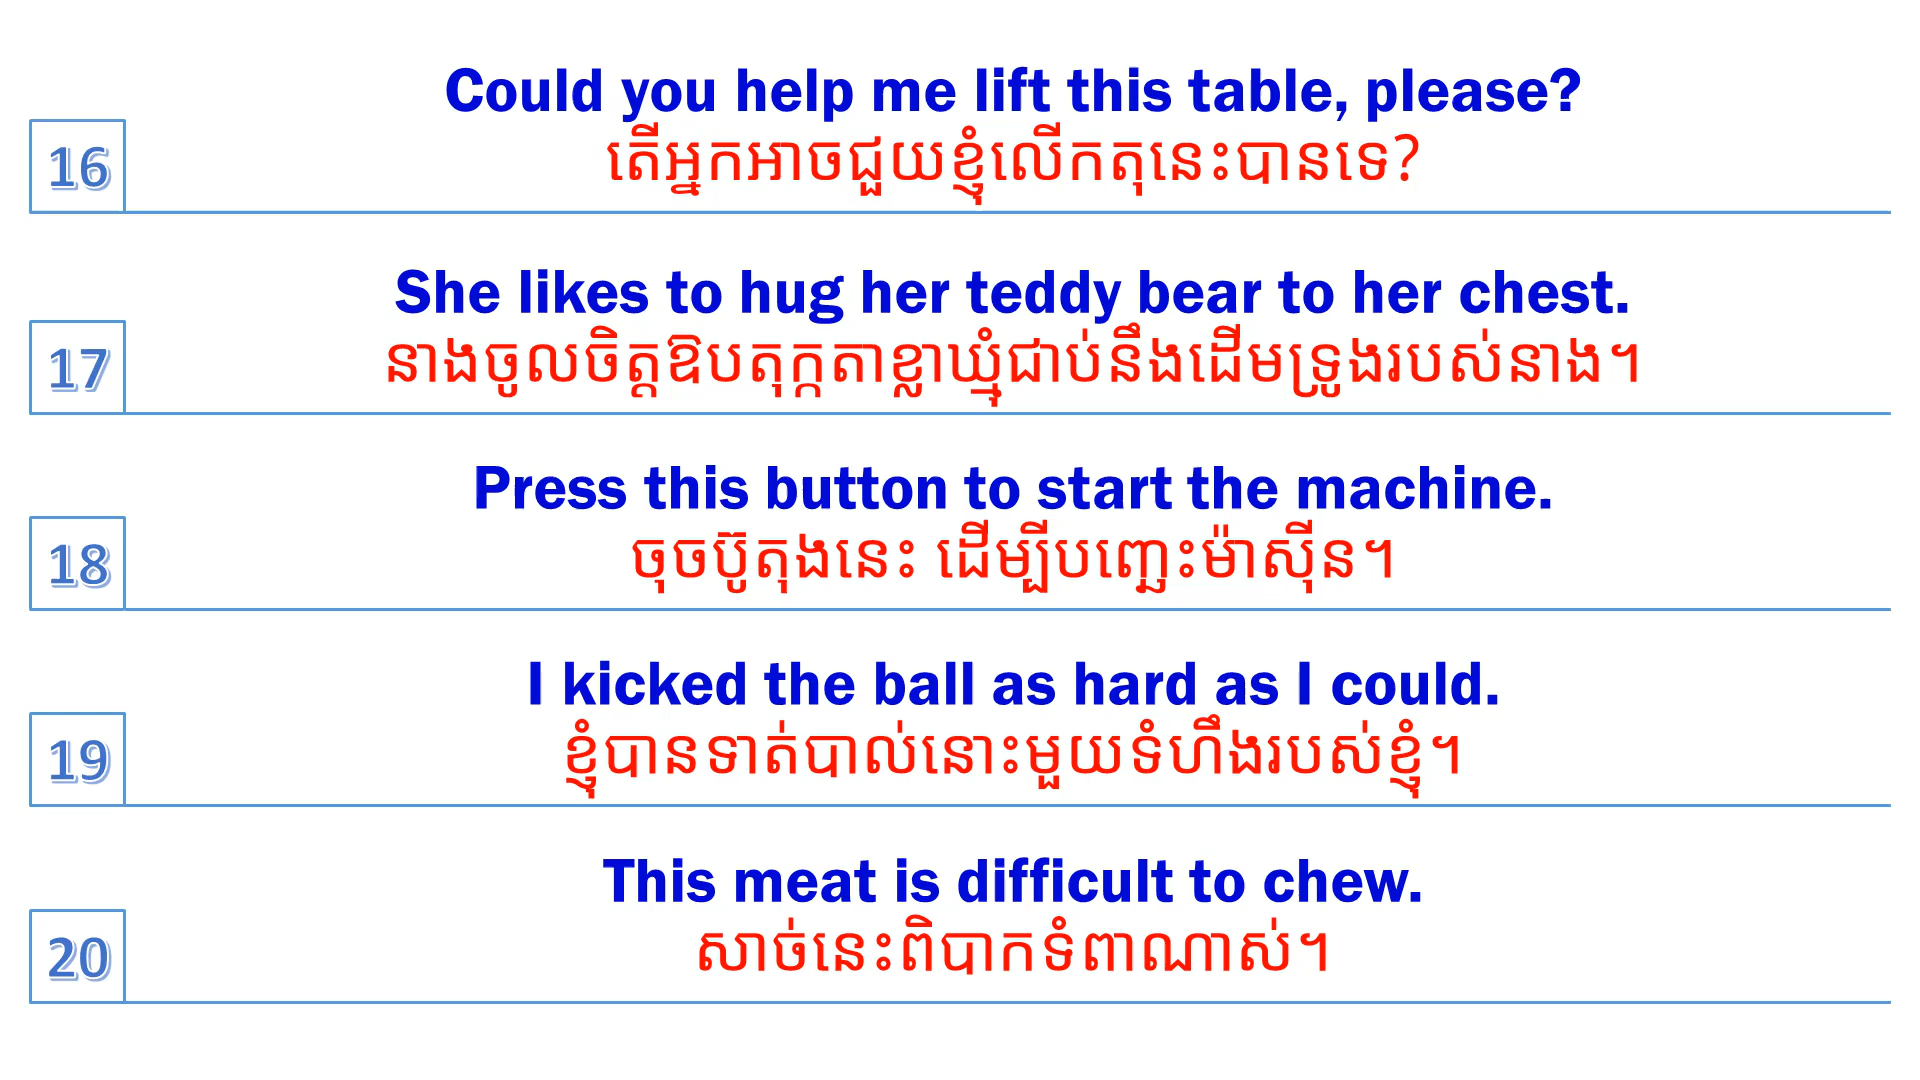 Could you help me lift this table, please?
16
តើអ្នកអាចជួយខ្ញុំលើកតុនេះបានទេ?
She likes to hug her teddy bear to her chest.
17
នាងចូលចិត្តឱបតុក្កតាខ្លាឃ្មុំជាប់នឹងដើមទ្រូងរបស់នាង។
Press this button to start the machine.
18
ចុចប៊ូតុងនេះ ដើម្បីបញ្ឆេះម៉ាស៊ីន។
I kicked the ball as hard as I could.
19
ខ្ញុំបានទាត់បាល់នោះមួយទំហឹងរបស់ខ្ញុំ។
This meat is difficult to chew.
20
សាច់នេះពិបាកទំពាណាស់។